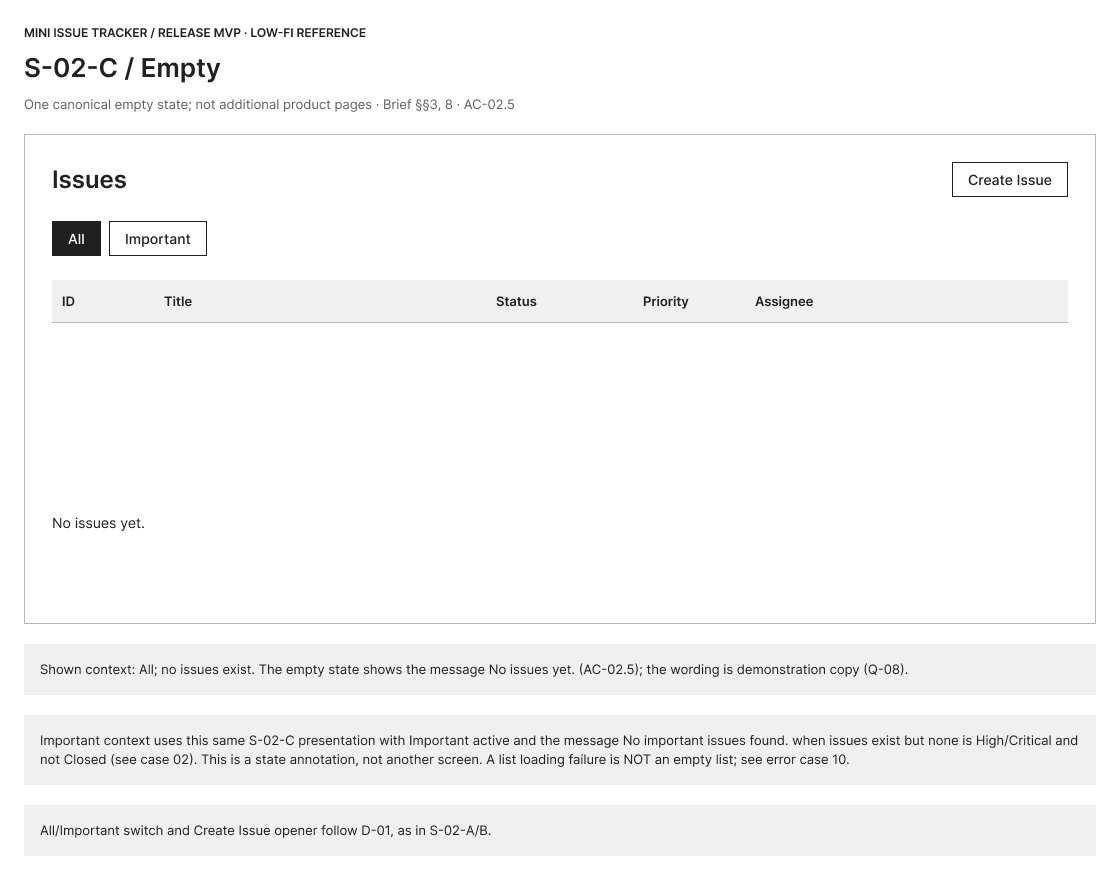 MINI ISSUE TRACKER / RELEASE MVP · LOW-FI REFERENCE
S-02-C / Empty
One canonical empty state; not additional product pages · Brief §§3, 8 · AC-02.5
Issues
Create Issue
All
Important
ID
Title
Status
Priority
Assignee
No issues yet.
Shown context: All; no issues exist. The empty state shows the message No issues yet. (AC-02.5); the wording is demonstration copy (Q-08).
Important context uses this same S-02-C presentation with Important active and the message No important issues found. when issues exist but none is High/Critical and
not Closed (see case 02). This is a state annotation, not another screen. A list loading failure is NOT an empty list; see error case 10.
All/Important switch and Create Issue opener follow D-01, as in S-02-A/B.